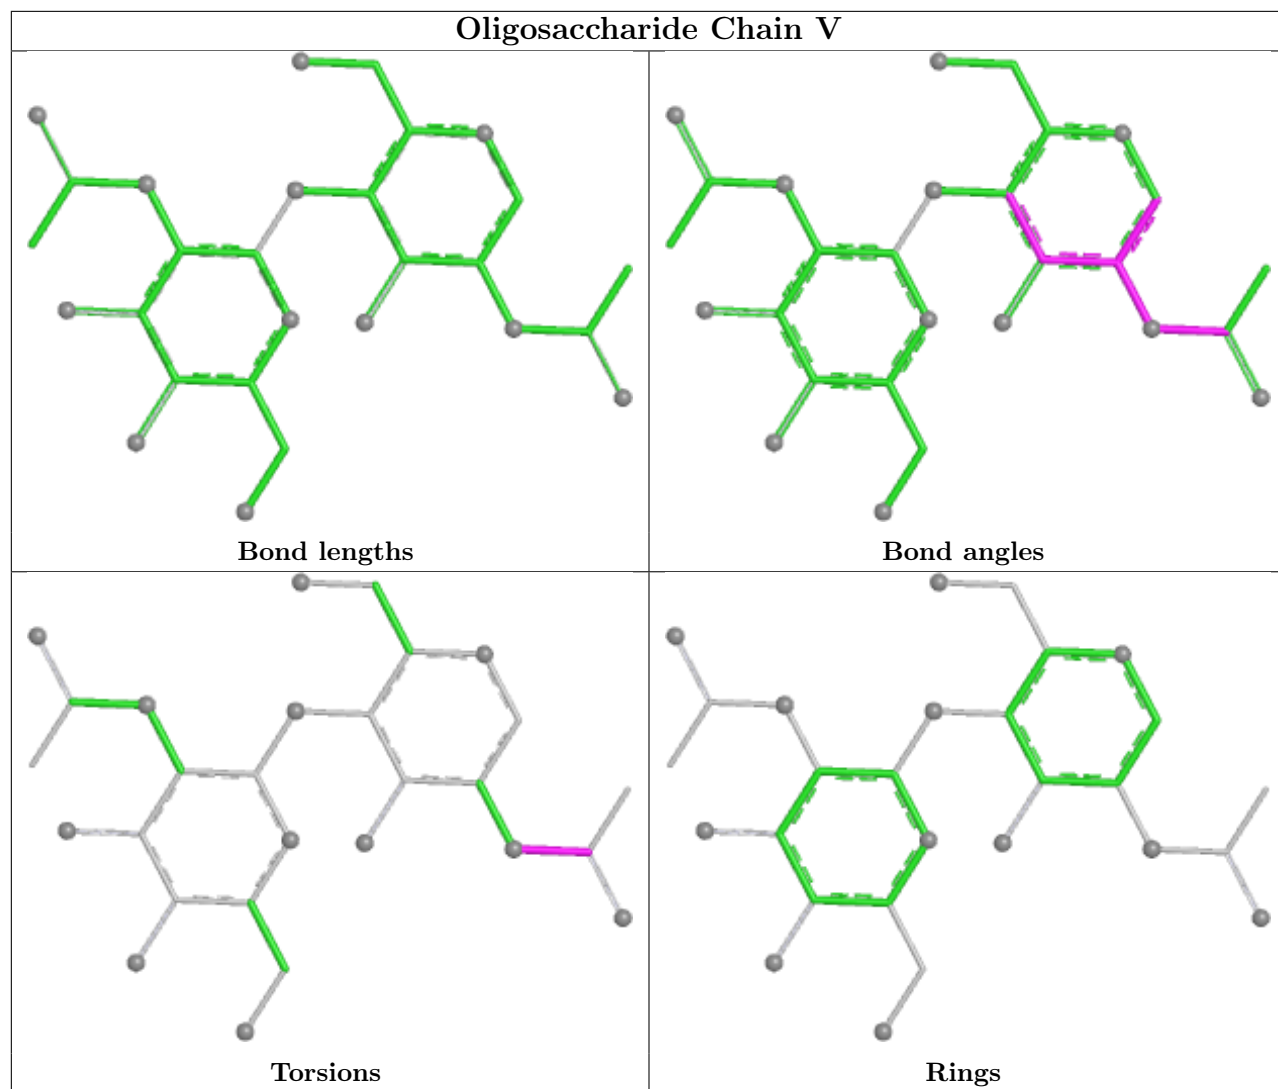 Oligosaccharide Chain V
Bond lengths
Bond angles
Torsions
Rings